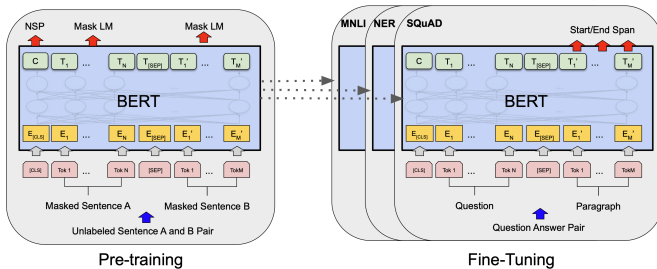 NSP Mask LM Mask LM
C T1 ... TN T[SEP] T1' ... TM'
BERT
E[CLS] E1 ... EN E[SEP] E1' ... EM'
[CLS] Tok 1 ... Tok N [SEP] Tok 1 ... TokM
Masked Sentence A Masked Sentence B
Unlabeled Sentence A and B Pair
Pre-training
MNLI NER SQuAD
Start/End Span
C T1 ... TN T[SEP] T1' ... TM'
BERT
E[CLS] E1 ... EN E[SEP] E1' ... EM'
[CLS] Tok 1 ... Tok N [SEP] Tok 1 ... TokM
Question Paragraph
Question Answer Pair
Fine-Tuning